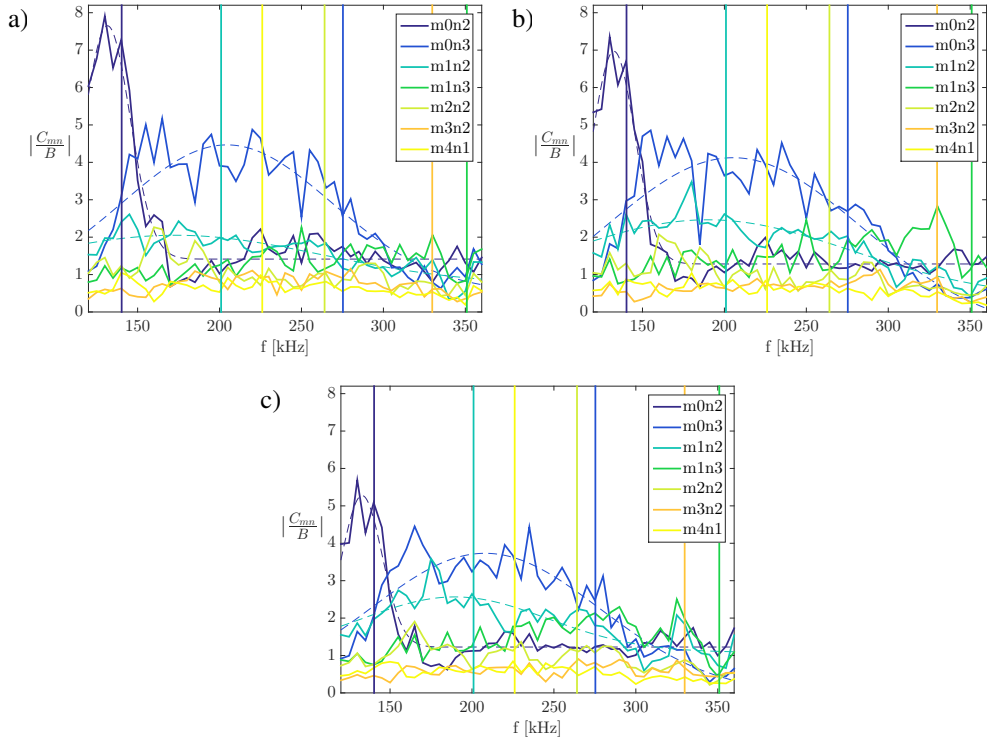 a)
8
7
6
5
4
3
2
1
0
|C_mn/B|
150 200 250 300 350
f [kHz]
m0n2
m0n3
m1n2
m1n3
m2n2
m3n2
m4n1
b)
8
7
6
5
4
3
2
1
0
|C_mn/B|
150 200 250 300 350
f [kHz]
m0n2
m0n3
m1n2
m1n3
m2n2
m3n2
m4n1
c)
8
7
6
5
4
3
2
1
0
|C_mn/B|
150 200 250 300 350
f [kHz]
m0n2
m0n3
m1n2
m1n3
m2n2
m3n2
m4n1